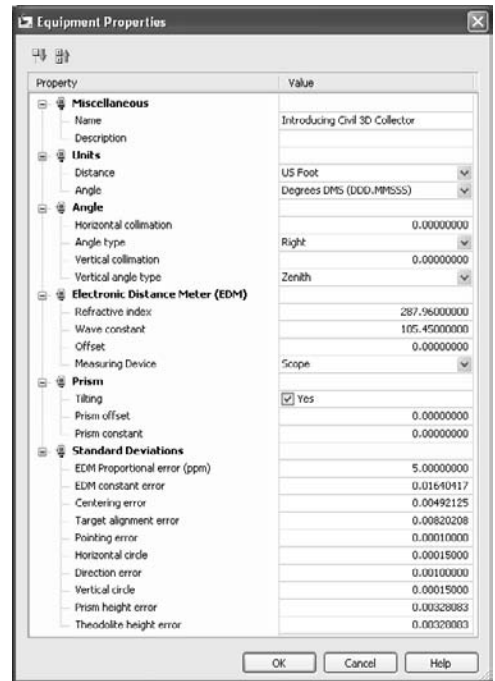 Equipment Properties
Property Value
Miscellaneous
Name Introducing Civil 3D Collector
Description
Units
Distance US Foot
Angle Degrees DMS (DDD.MMSSS)
Angle
Horizontal collimation 0.00000000
Angle type Right
Vertical collimation 0.00000000
Vertical angle type Zenith
Electronic Distance Meter (EDM)
Refractive index 287.96000000
Wave constant 105.45000000
Offset 0.00000000
Measuring Device Scope
Prism
Tilting Yes
Prism offset 0.00000000
Prism constant 0.00000000
Standard Deviations
EDM Proportional error (ppm) 5.00000000
EDM constant error 0.01640417
Centering error 0.00492125
Target alignment error 0.00820208
Pointing error 0.00010000
Horizontal circle 0.00015000
Direction error 0.00100000
Vertical circle 0.00015000
Prism height error 0.00328083
Theodolite height error 0.00328083
OK Cancel Help